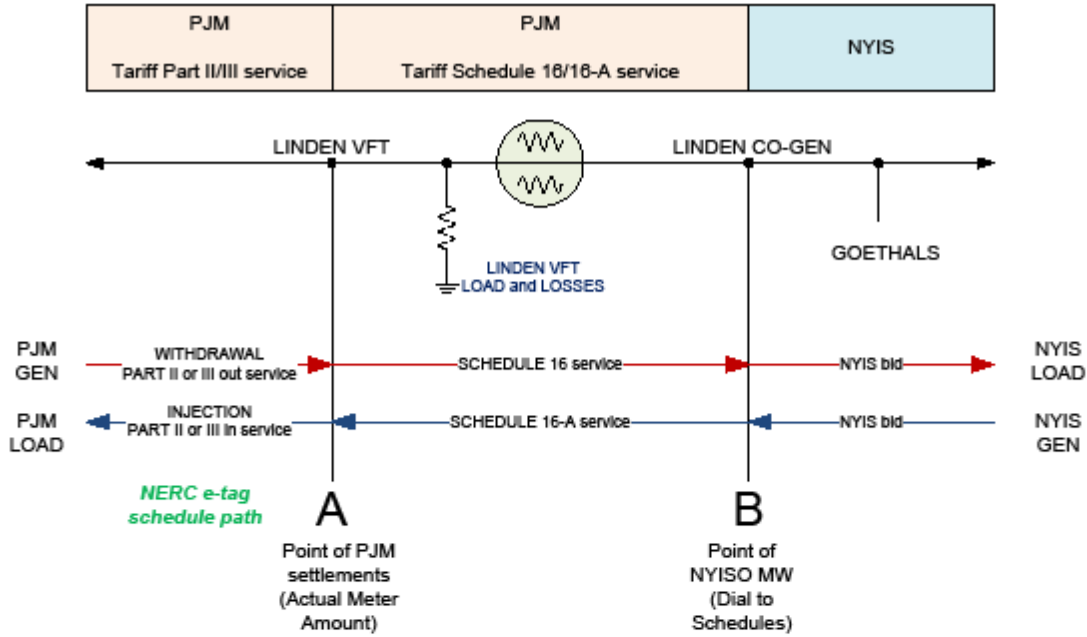 PJM
Tariff Part II/III service
PJM
Tariff Schedule 16/16-A service
NYIS
LINDEN VFT
LINDEN CO-GEN
GOETHALS
LINDEN VFT
LOAD and LOSSES
PJM
GEN
WITHDRAWAL
PART II or III out service
SCHEDULE 16 service
NYIS bid
NYIS
LOAD
PJM
LOAD
INJECTION
PART II or III in service
SCHEDULE 16-A service
NYIS bid
NYIS
GEN
NERC e-tag
schedule path
A
Point of PJM
settlements
(Actual Meter
Amount)
B
Point of
NYISO MW
(Dial to
Schedules)